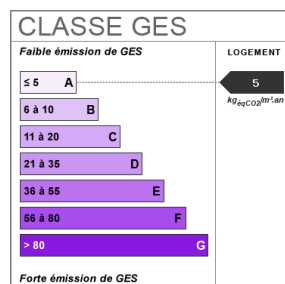 CLASSE GES
Faible émission de GES
LOGEMENT
≤ 5 A
5
kgéqCO2/m².an
6 à 10 B
11 à 20 C
21 à 35 D
36 à 55 E
56 à 80 F
> 80 G
Forte émission de GES